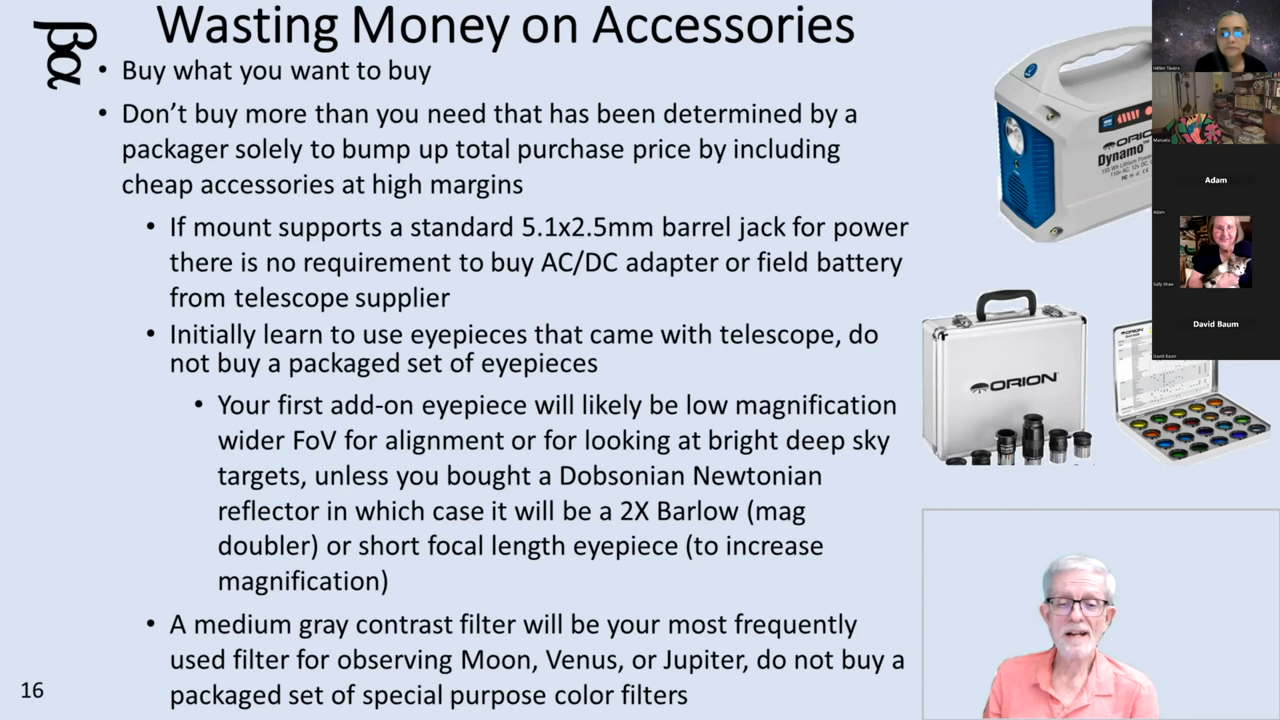 Wasting Money on Accessories
βα
• Buy what you want to buy
• Don’t buy more than you need that has been determined by a
packager solely to bump up total purchase price by including
cheap accessories at high margins
• If mount supports a standard 5.1x2.5mm barrel jack for power
there is no requirement to buy AC/DC adapter or field battery
from telescope supplier
• Initially learn to use eyepieces that came with telescope, do
not buy a packaged set of eyepieces
• Your first add-on eyepiece will likely be low magnification
wider FoV for alignment or for looking at bright deep sky
targets, unless you bought a Dobsonian Newtonian
reflector in which case it will be a 2X Barlow (mag
doubler) or short focal length eyepiece (to increase
magnification)
• A medium gray contrast filter will be your most frequently
used filter for observing Moon, Venus, or Jupiter, do not buy a
packaged set of special purpose color filters
16
ORIO
Dynamo
ORION
ORION
Manuela
Adam
Adam
Sally Shaw
David Baum
David Baum